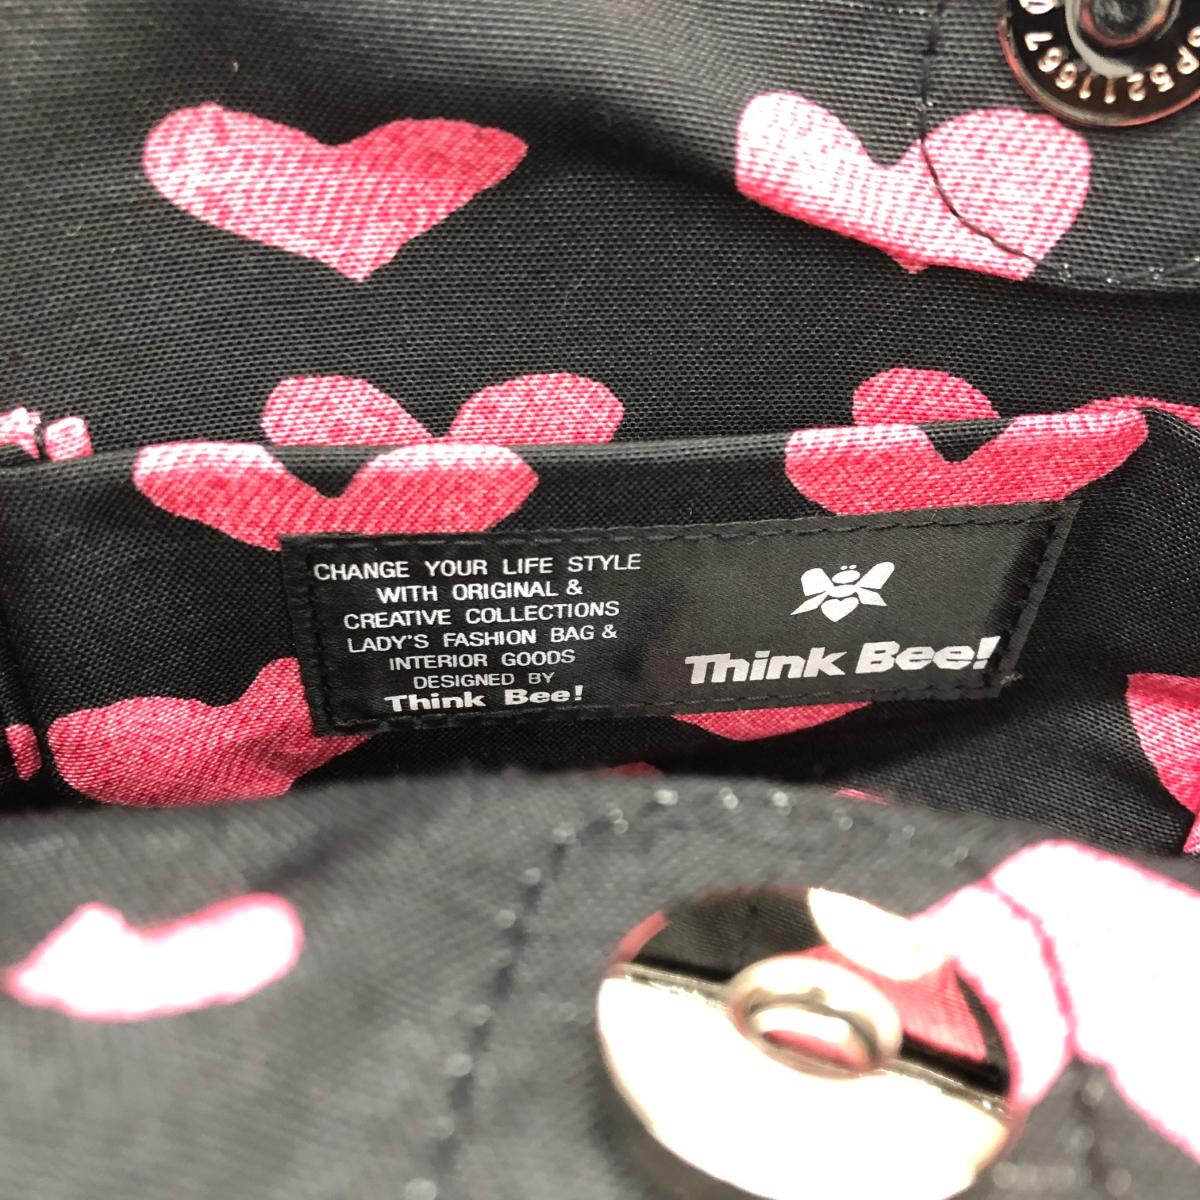 P5211667
CHANGE YOUR LIFE STYLE
WITH ORIGINAL &
CREATIVE COLLECTIONS
LADY'S FASHION BAG &
INTERIOR GOODS
DESIGNED BY
Think Bee!
Think Bee!